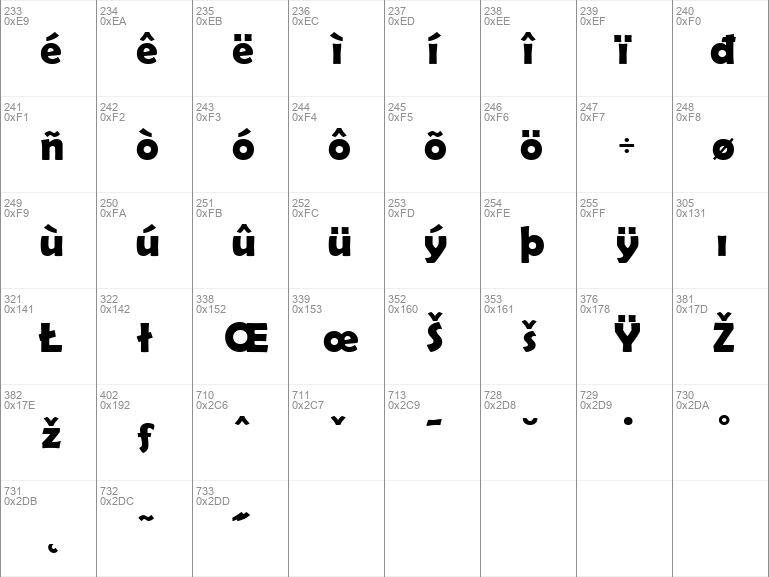 233 234 235 236 237 238 239 240
0xE9 0xEA 0xEB 0xEC 0xED 0xEE 0xEF 0xF0
é ê ë ì í î ï đ
241 242 243 244 245 246 247 248
0xF1 0xF2 0xF3 0xF4 0xF5 0xF6 0xF7 0xF8
ñ ò ó ô õ ö ÷ ø
249 250 251 252 253 254 255 305
0xF9 0xFA 0xFB 0xFC 0xFD 0xFE 0xFF 0x131
ù ú û ü ý þ ÿ ı
321 322 338 339 352 353 376 381
0x141 0x142 0x152 0x153 0x160 0x161 0x178 0x17D
Ł ł Œ œ Š š Ÿ Ž
382 402 710 711 713 728 729 730
0x17E 0x192 0x2C6 0x2C7 0x2C9 0x2D8 0x2D9 0x2DA
ž ƒ ˆ ˇ ˉ ˘ ˙ ˚
731 732 733
0x2DB 0x2DC 0x2DD
˛ ˜ ˝